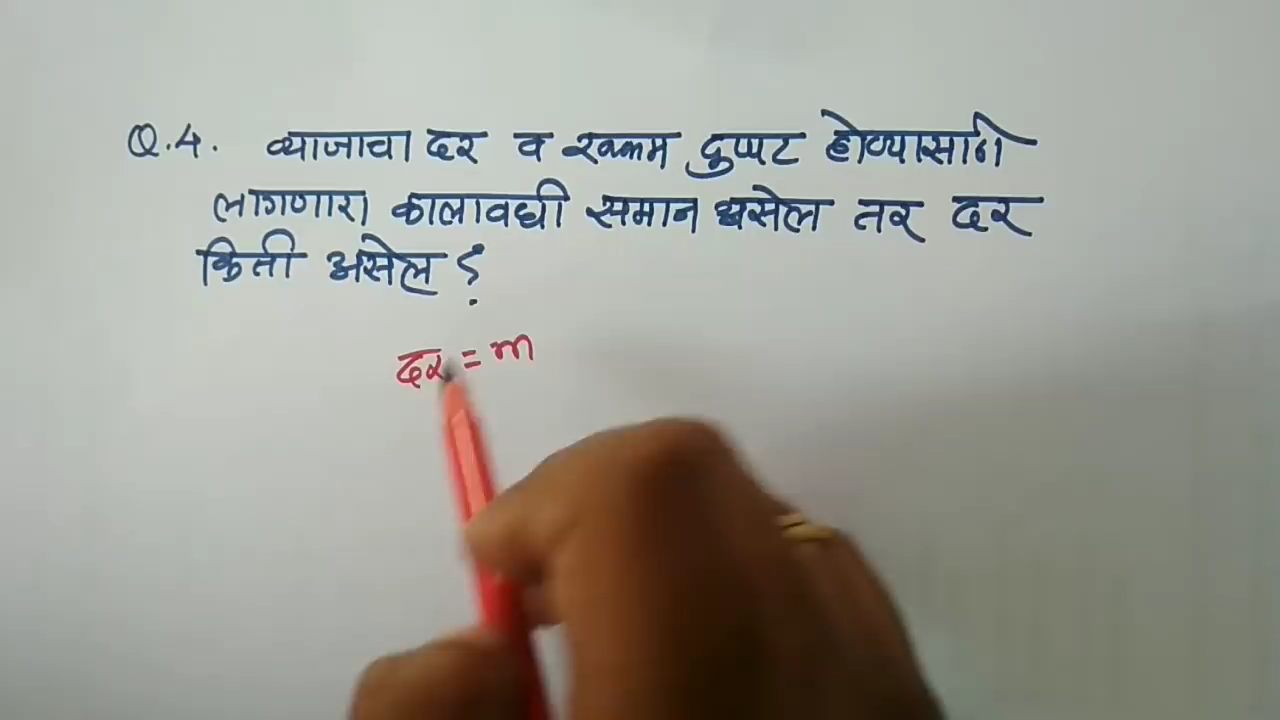 Q.4. व्याजाचा दर व रक्कम दुप्पट होण्यासाठी
लागणारा कालावधी समान असेल तर दर
किती असेल ?
दर = m